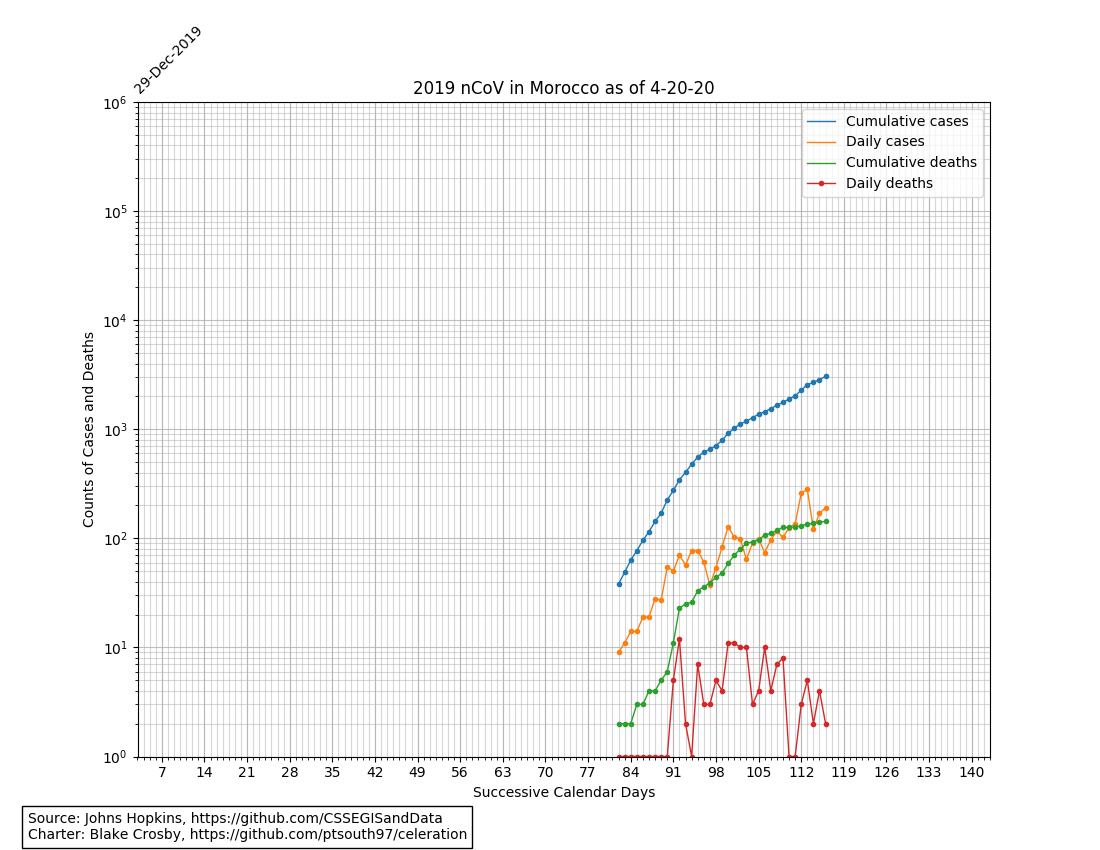 29-Dec-2019
2019 nCoV in Morocco as of 4-20-20
Cumulative cases
Daily cases
Cumulative deaths
Daily deaths
Counts of Cases and Deaths
10^6
10^5
10^4
10^3
10^2
10^1
10^0
7 14 21 28 35 42 49 56 63 70 77 84 91 98 105 112 119 126 133 140
Successive Calendar Days
Source: Johns Hopkins, https://github.com/CSSEGISandData
Charter: Blake Crosby, https://github.com/ptsouth97/celeration